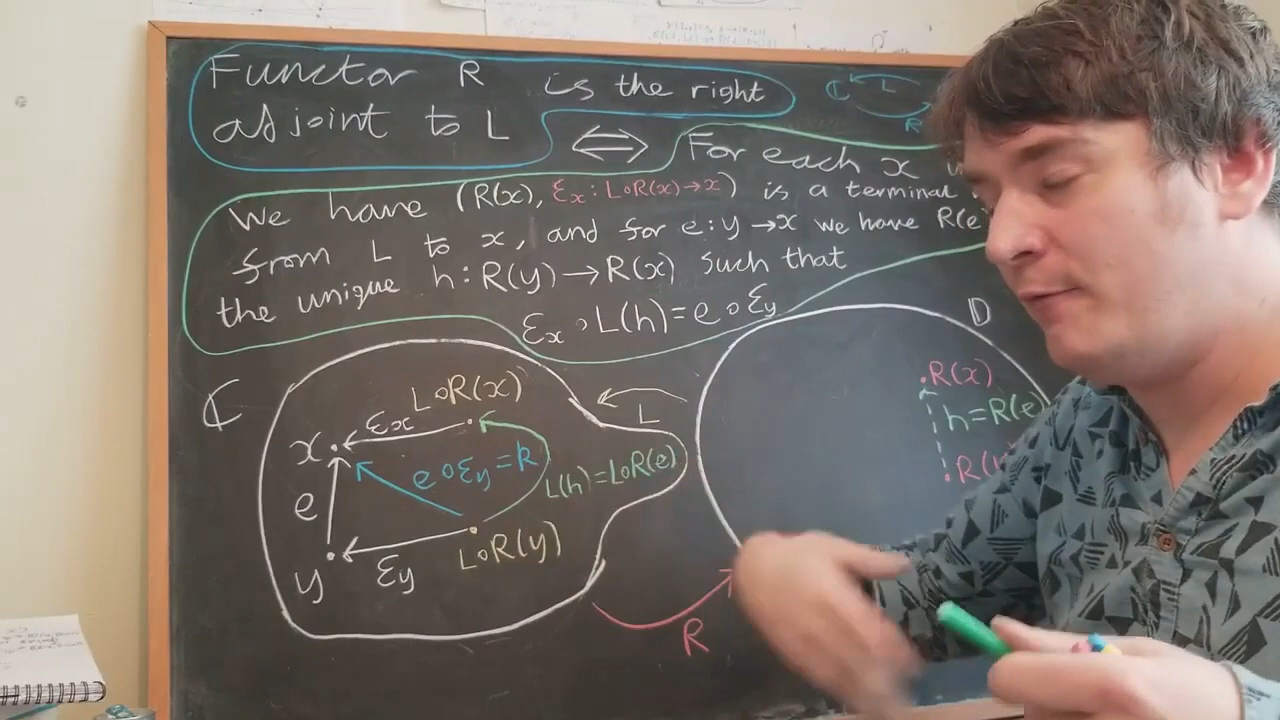 Functor R is the right
adjoint to L ⟺ For each x
ℂ L R
We have (R(x), εx : L∘R(x)→x) is a terminal
from L to x, and for e : y→x we have R(e)
the unique h : R(y)→R(x) such that
εx ∘ L(h) = e ∘ εy
ℂ
D
L∘R(x)
εx
L
x
e∘εy = k
L(h) = L∘R(e)
e
L∘R(y)
εy
y
R
R(x)
h = R(e)